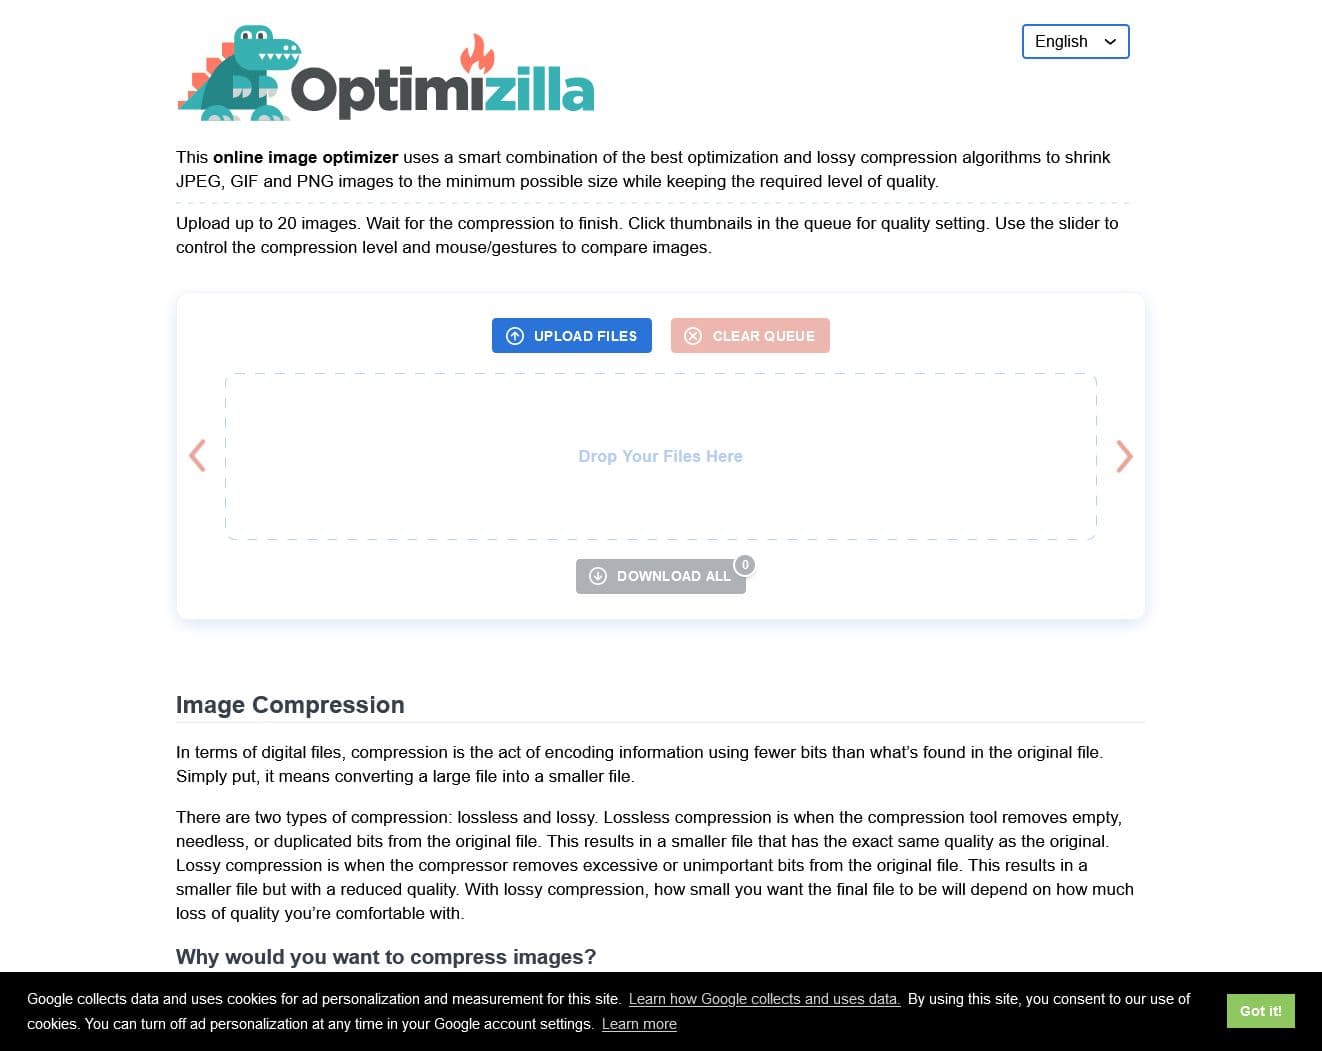 Optimizilla
English
This online image optimizer uses a smart combination of the best optimization and lossy compression algorithms to shrink
JPEG, GIF and PNG images to the minimum possible size while keeping the required level of quality.
Upload up to 20 images. Wait for the compression to finish. Click thumbnails in the queue for quality setting. Use the slider to
control the compression level and mouse/gestures to compare images.
UPLOAD FILES
CLEAR QUEUE
Drop Your Files Here
DOWNLOAD ALL
0
Image Compression
In terms of digital files, compression is the act of encoding information using fewer bits than what’s found in the original file.
Simply put, it means converting a large file into a smaller file.
There are two types of compression: lossless and lossy. Lossless compression is when the compression tool removes empty,
needless, or duplicated bits from the original file. This results in a smaller file that has the exact same quality as the original.
Lossy compression is when the compressor removes excessive or unimportant bits from the original file. This results in a
smaller file but with a reduced quality. With lossy compression, how small you want the final file to be will depend on how much
loss of quality you’re comfortable with.
Why would you want to compress images?
Google collects data and uses cookies for ad personalization and measurement for this site. Learn how Google collects and uses data. By using this site, you consent to our use of
cookies. You can turn off ad personalization at any time in your Google account settings. Learn more
Got it!